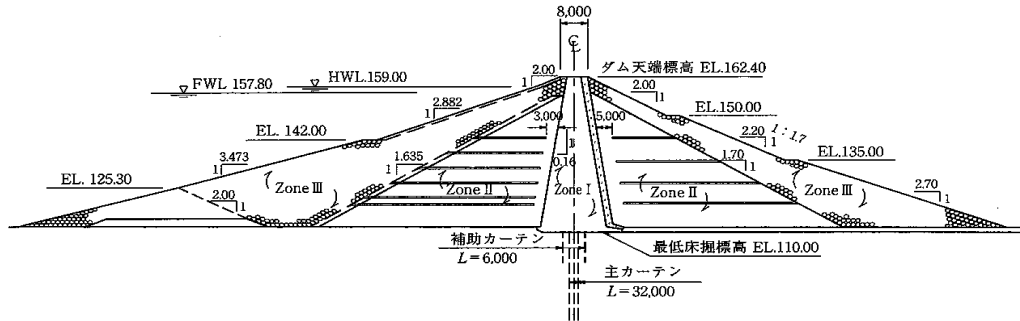 8,000
℄
ダム天端標高 EL.162.40
HWL.159.00
FWL 157.80
2.00
1
2.00
1
EL.150.00
2.882
1
EL. 142.00
3,000
5,000
2.20
1
1:1.7
EL.135.00
1
0.16
3.473
1
1.635
1
1.70
1
EL. 125.30
2.00
1
Zone Ⅲ
Zone Ⅱ
Zone Ⅰ
Zone Ⅱ
Zone Ⅲ
2.70
1
補助カーテン
L=6,000
最低床掘標高 EL.110.00
主カーテン
L=32,000